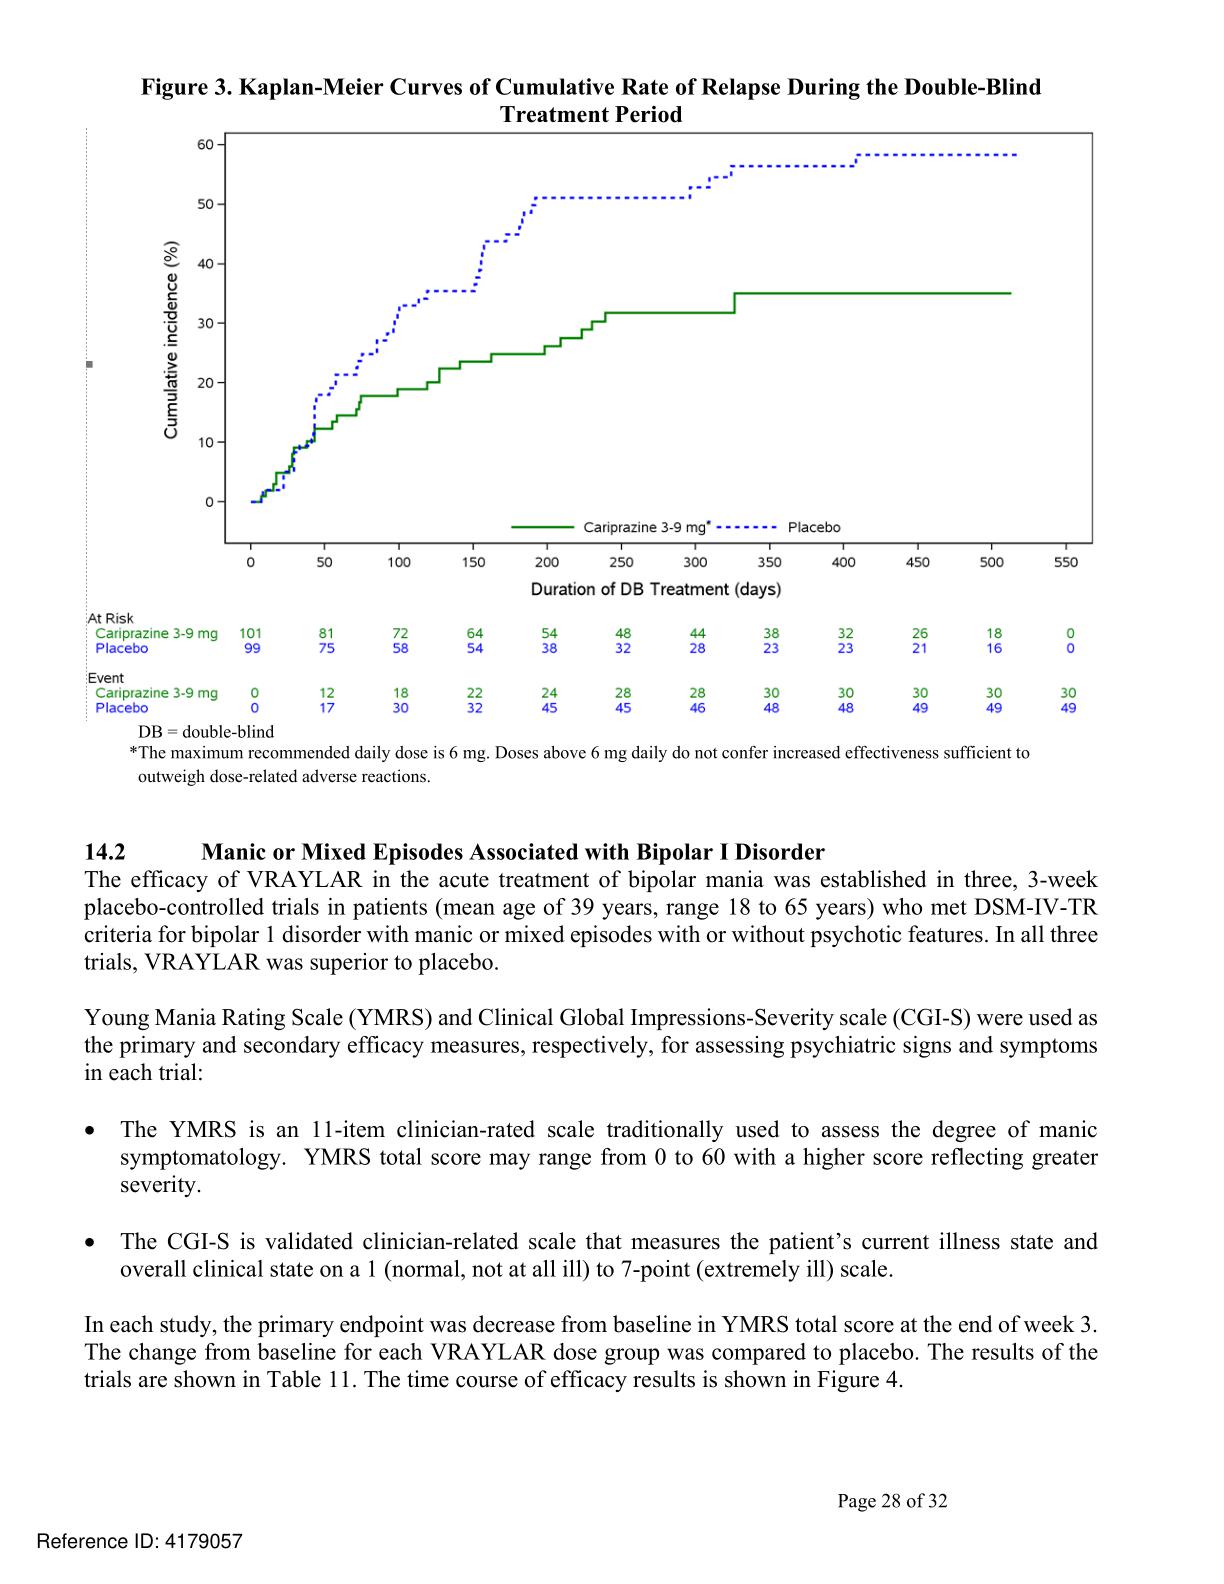 Figure 3. Kaplan-Meier Curves of Cumulative Rate of Relapse During the Double-Blind
Treatment Period
60
50
40
30
20
10
0
Cumulative incidence (%)
Cariprazine 3-9 mg* Placebo
0 50 100 150 200 250 300 350 400 450 500 550
Duration of DB Treatment (days)
At Risk
Cariprazine 3-9 mg 101 81 72 64 54 48 44 38 32 26 18 0
Placebo 99 75 58 54 38 32 28 23 23 21 16 0
Event
Cariprazine 3-9 mg 0 12 18 22 24 28 28 30 30 30 30 30
Placebo 0 17 30 32 45 45 46 48 48 49 49 49
DB = double-blind
*The maximum recommended daily dose is 6 mg. Doses above 6 mg daily do not confer increased effectiveness sufficient to
outweigh dose-related adverse reactions.
14.2 Manic or Mixed Episodes Associated with Bipolar I Disorder
The efficacy of VRAYLAR in the acute treatment of bipolar mania was established in three, 3-week
placebo-controlled trials in patients (mean age of 39 years, range 18 to 65 years) who met DSM-IV-TR
criteria for bipolar 1 disorder with manic or mixed episodes with or without psychotic features. In all three
trials, VRAYLAR was superior to placebo.
Young Mania Rating Scale (YMRS) and Clinical Global Impressions-Severity scale (CGI-S) were used as
the primary and secondary efficacy measures, respectively, for assessing psychiatric signs and symptoms
in each trial:
• The YMRS is an 11-item clinician-rated scale traditionally used to assess the degree of manic
symptomatology. YMRS total score may range from 0 to 60 with a higher score reflecting greater
severity.
• The CGI-S is validated clinician-related scale that measures the patient’s current illness state and
overall clinical state on a 1 (normal, not at all ill) to 7-point (extremely ill) scale.
In each study, the primary endpoint was decrease from baseline in YMRS total score at the end of week 3.
The change from baseline for each VRAYLAR dose group was compared to placebo. The results of the
trials are shown in Table 11. The time course of efficacy results is shown in Figure 4.
Page 28 of 32
Reference ID: 4179057